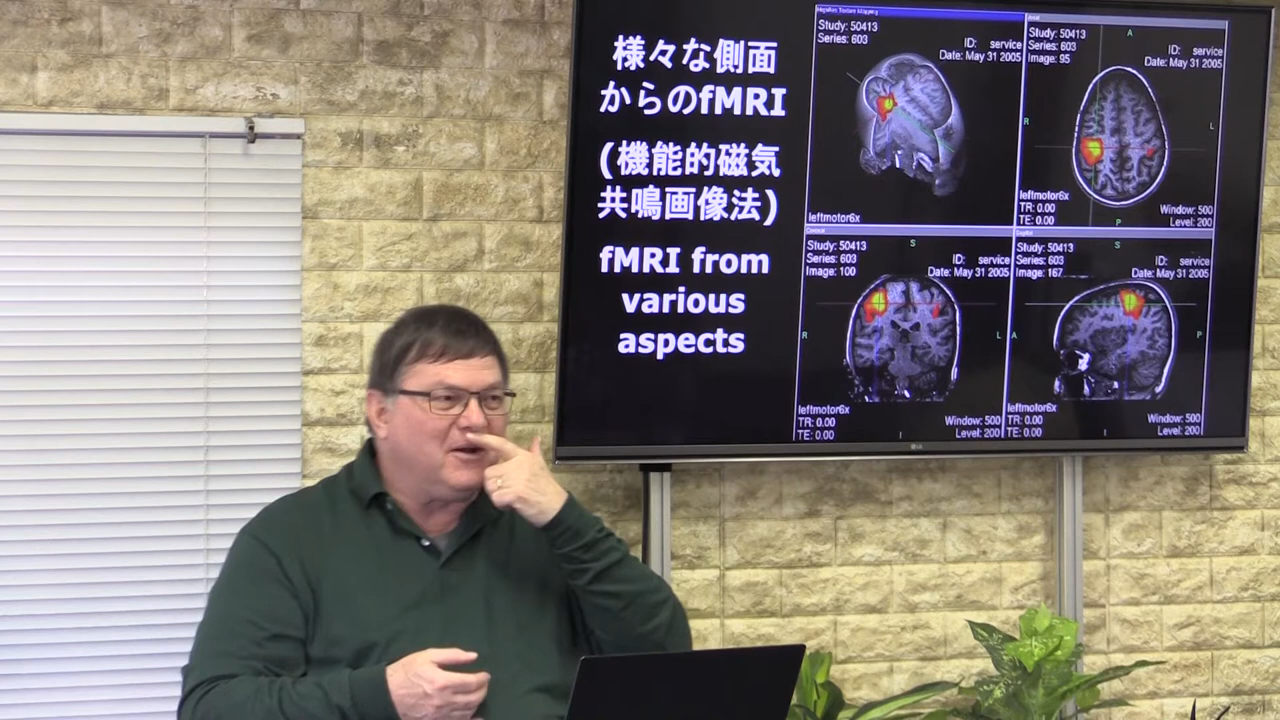 様々な側面
からのfMRI
(機能的磁気
共鳴画像法)
fMRI from
various
aspects
Study: 50413
Series: 603
ID: service
Date: May 31 2005
leftmotor6x
Study: 50413
Series: 603
Image: 95
ID: service
Date: May 31 2005
A
R
L
P
leftmotor6x
TR: 0.00
TE: 0.00
Window: 500
Level: 200
Study: 50413
Series: 603
Image: 100
ID: service
Date: May 31 2005
S
R
L
I
leftmotor6x
TR: 0.00
TE: 0.00
Window: 500
Level: 200
Study: 50413
Series: 603
Image: 167
ID: service
Date: May 31 2005
S
A
P
I
leftmotor6x
TR: 0.00
TE: 0.00
Window: 500
Level: 200
LG